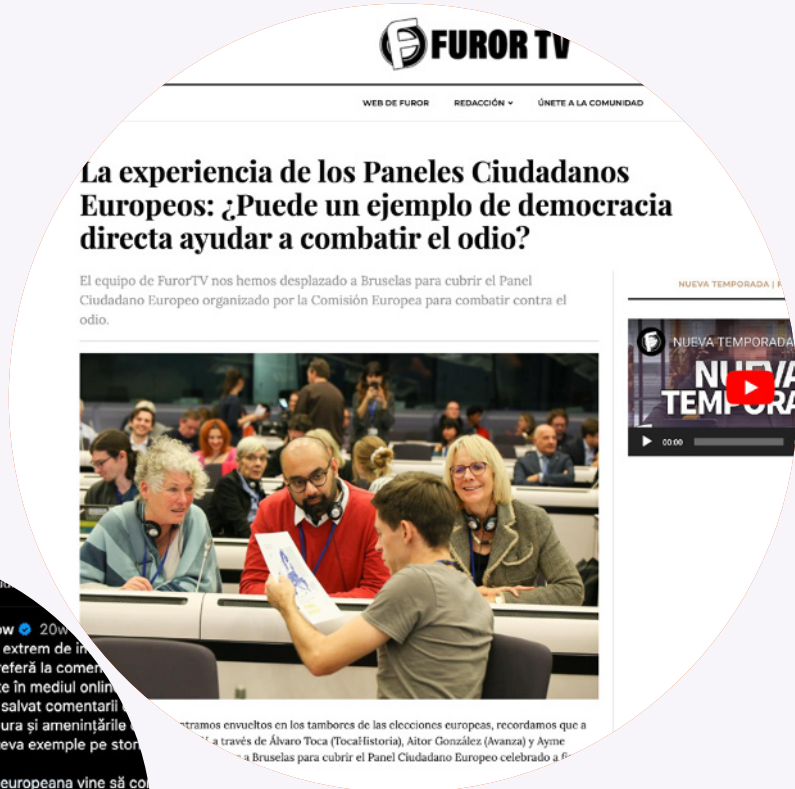 FUROR TV
WEB DE FUROR REDACCIÓN ÚNETE A LA COMUNIDAD
La experiencia de los Paneles Ciudadanos
Europeos: ¿Puede un ejemplo de democracia
directa ayudar a combatir el odio?
El equipo de FurorTV nos hemos desplazado a Bruselas para cubrir el Panel
Ciudadano Europeo organizado por la Comisión Europea para combatir contra el
odio.
NUEVA TEMPORADA |
NUEVA TEMPORADA
00:00
envueltos en los tambores de las elecciones europeas, recordamos que a
a través de Álvaro Toca (TocaHistoria), Aitor González (Avanza) y Ayme
a Bruselas para cubrir el Panel Ciudadano Europeo celebrado a
20w
extrem de
referă la
te în mediul
salvat comentarii
ura și amenințările
eva exemple pe
europeana vine să